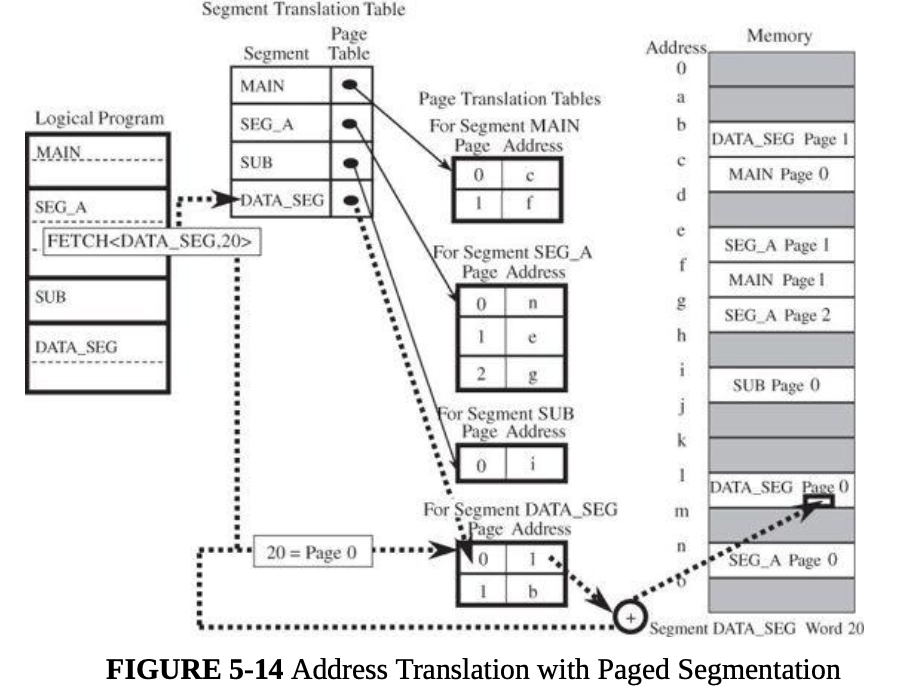 Segment Translation Table
Segment Page Table
MAIN
SEG_A
SUB
DATA_SEG
Logical Program
MAIN
SEG_A
FETCH<DATA_SEG,20>
SUB
DATA_SEG
Page Translation Tables
For Segment MAIN
Page Address
0 c
1 f
For Segment SEG_A
Page Address
0 n
1 e
2 g
For Segment SUB
Page Address
0 i
For Segment DATA_SEG
Page Address
0 l
1 b
20 = Page 0
+
Memory
Address
0
a
b
DATA_SEG Page 1
c
MAIN Page 0
d
e
SEG_A Page 1
f
MAIN Page 1
g
SEG_A Page 2
h
i
SUB Page 0
j
k
l
DATA_SEG Page 0
m
n
SEG_A Page 0
o
Segment DATA_SEG Word 20
FIGURE 5-14 Address Translation with Paged Segmentation